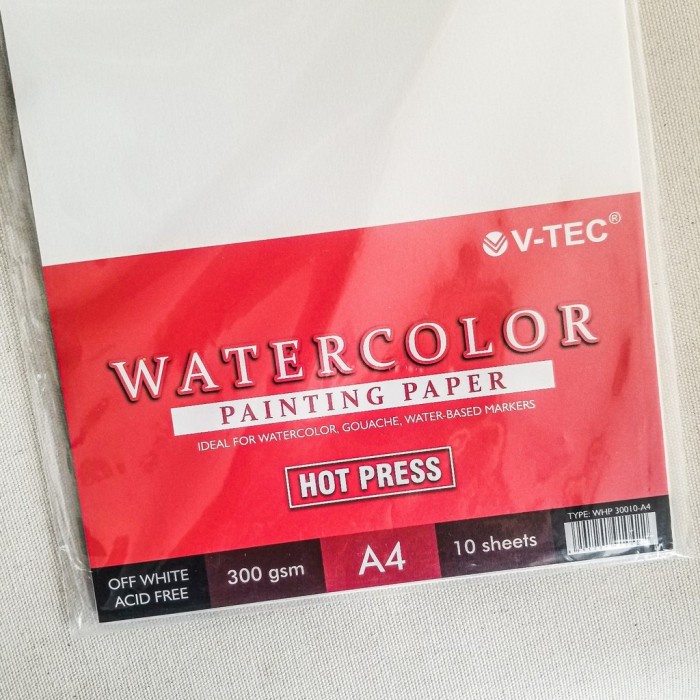 V-TEC®
WATERCOLOR
PAINTING PAPER
IDEAL FOR WATERCOLOR, GOUACHE, WATER-BASED MARKERS
HOT PRESS
OFF WHITE
ACID FREE
300 gsm
A4
10 sheets
TYPE: WHP 30010-A4